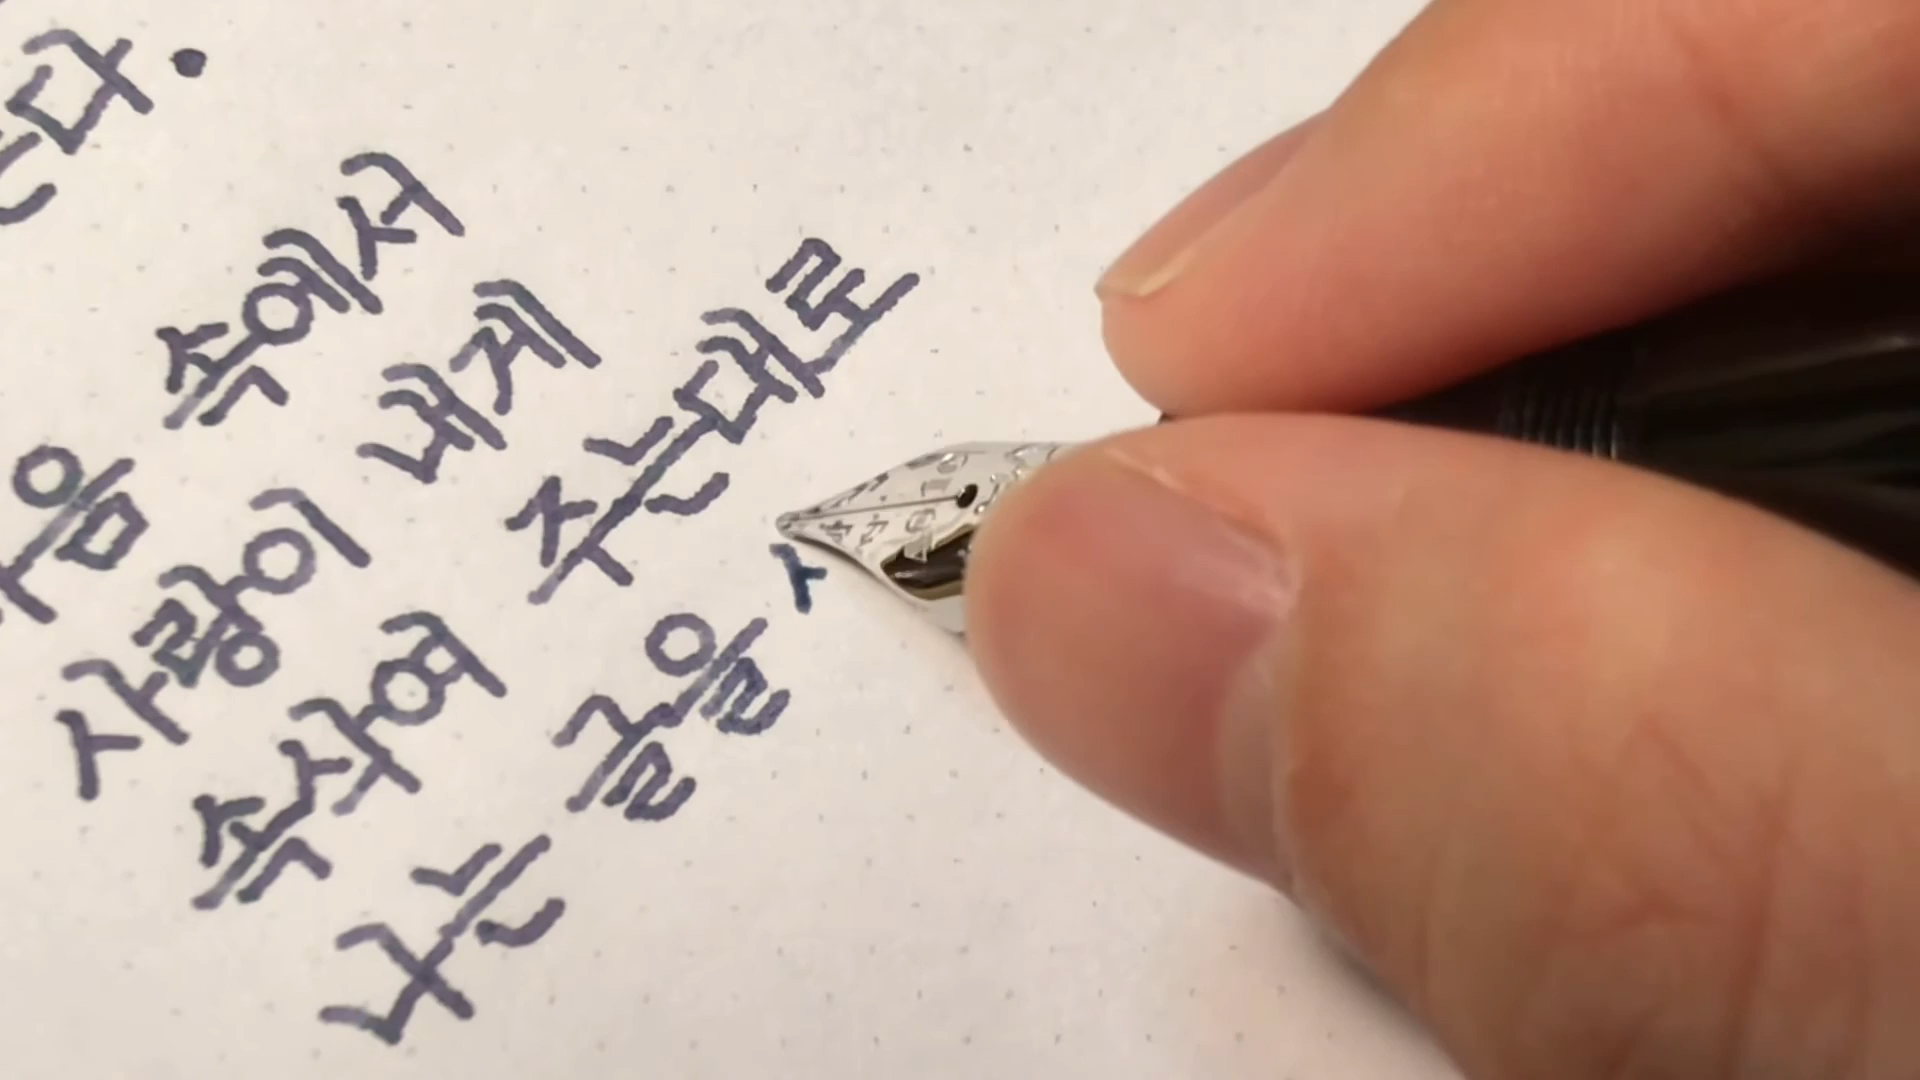 다.
음 속에서
사랑이 내게
속삭여 주는대로
나는 글을 ㅅ